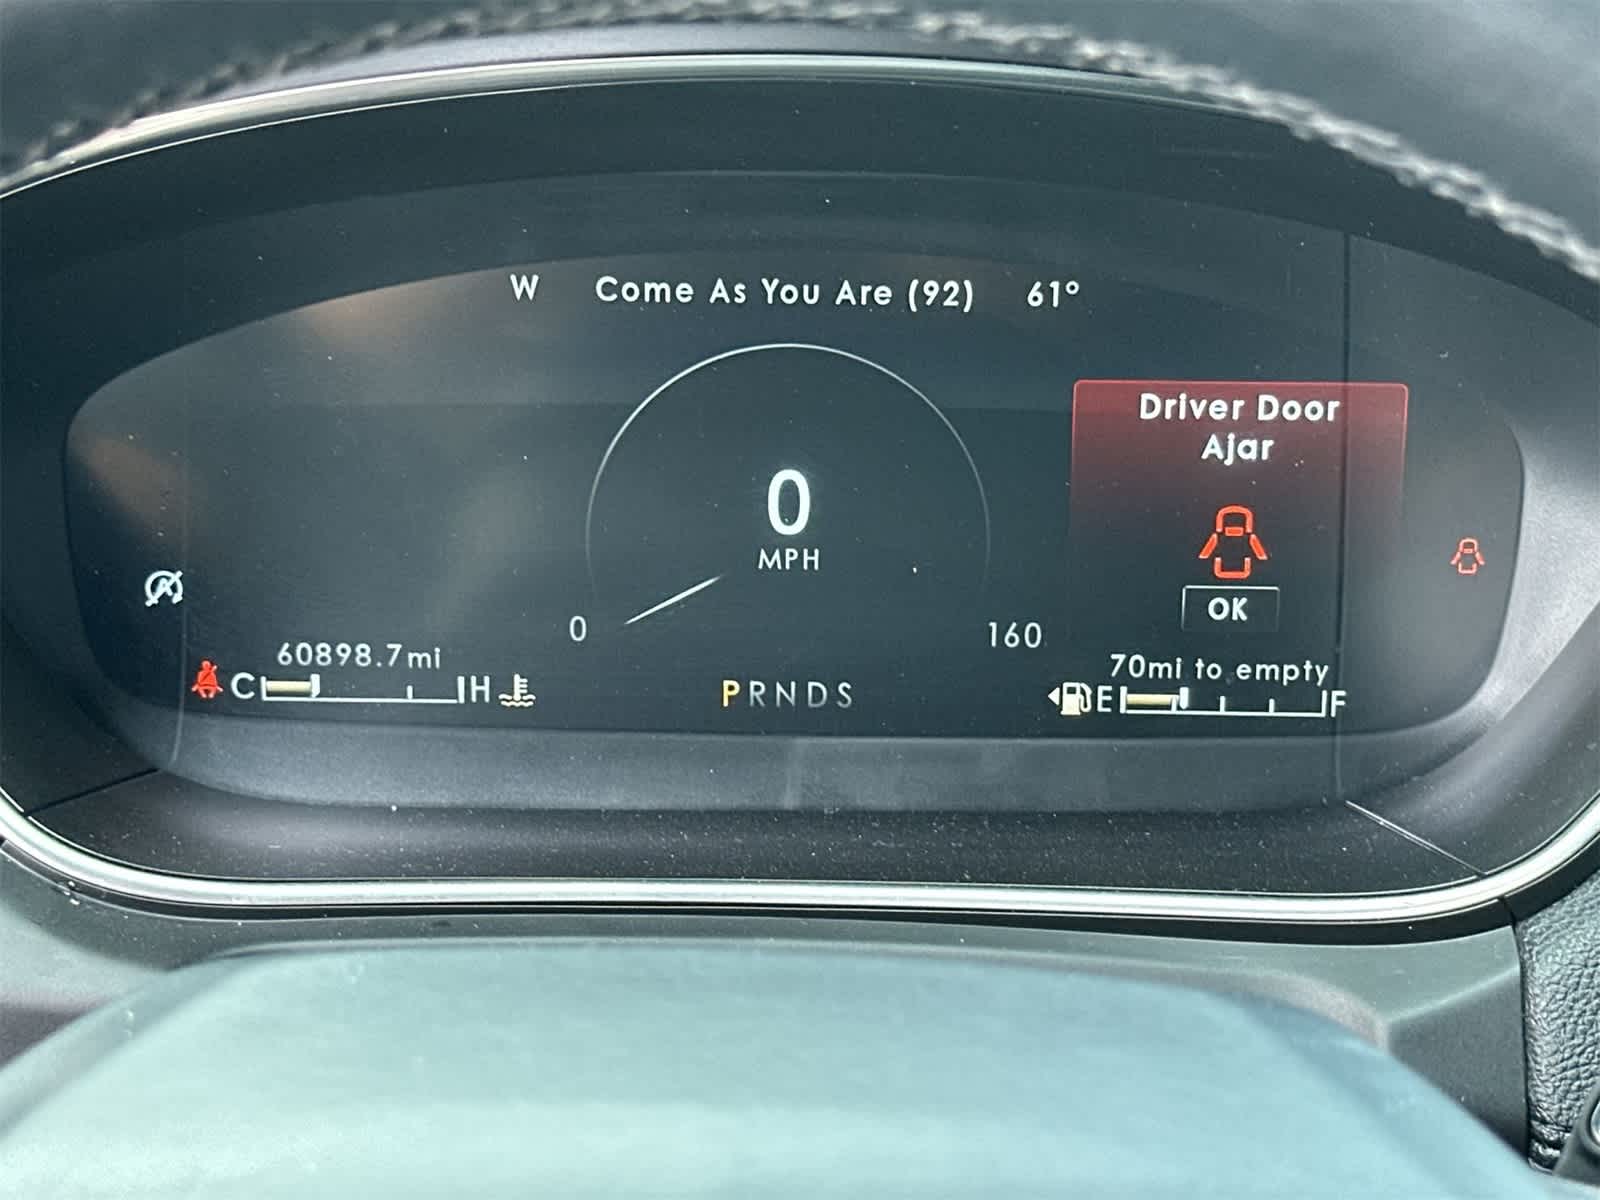 W Come As You Are (92) 61°
Driver Door
Ajar
0
MPH
OK
0 160
60898.7mi
70mi to empty
C H PRNDS E F